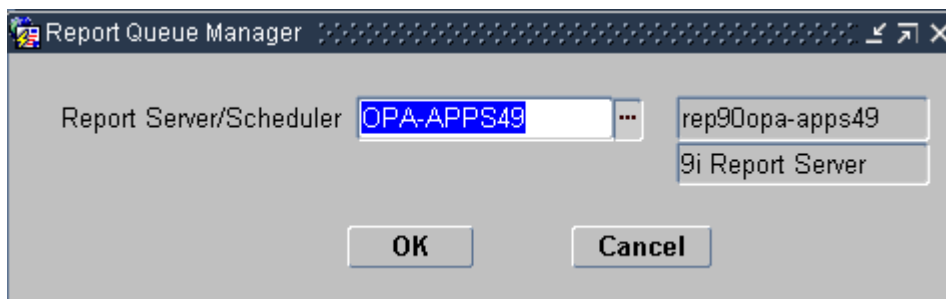 Report Queue Manager
Report Server/Scheduler OPA-APPS49 ... rep90opa-apps49
9i Report Server
OK Cancel